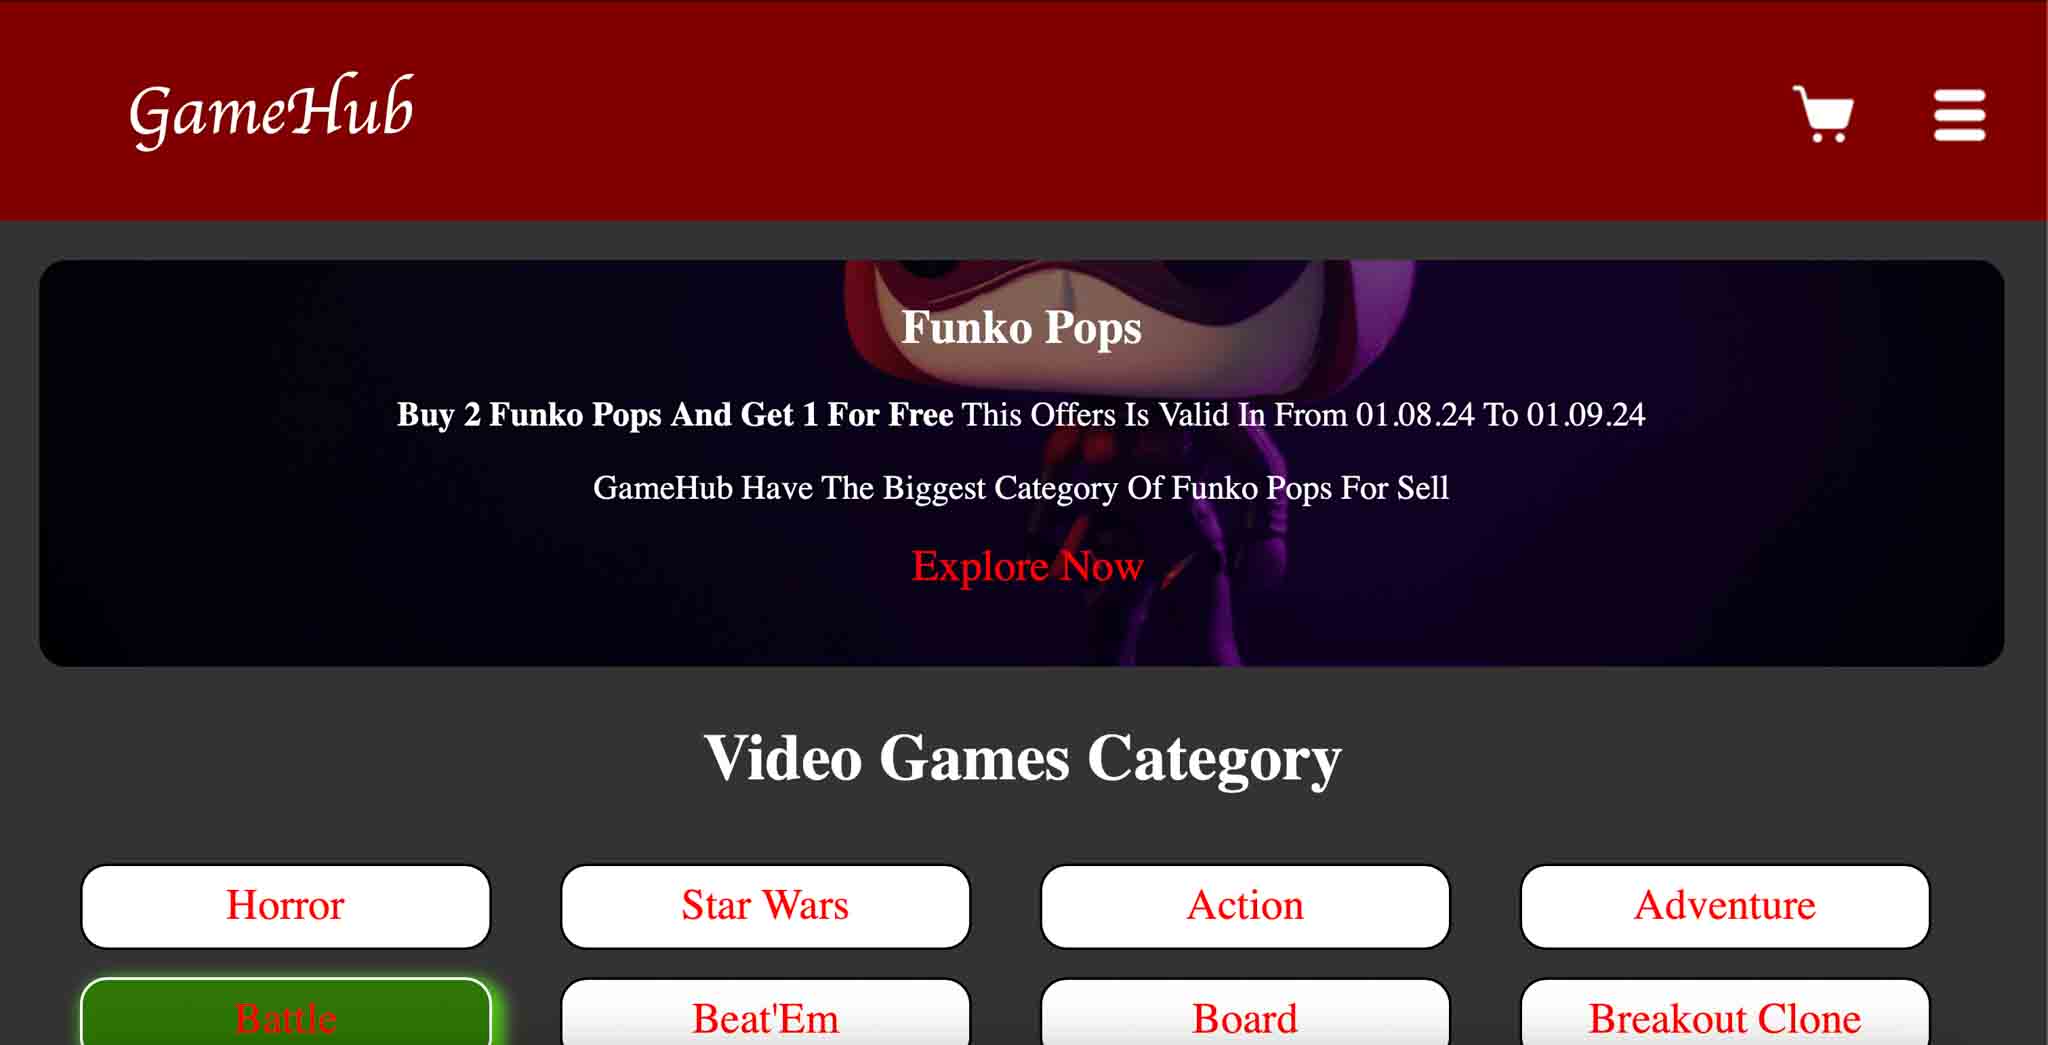 GameHub
Funko Pops
Buy 2 Funko Pops And Get 1 For Free This Offers Is Valid In From 01.08.24 To 01.09.24
GameHub Have The Biggest Category Of Funko Pops For Sell
Explore Now
Video Games Category
Horror
Star Wars
Action
Adventure
Battle
Beat'Em
Board
Breakout Clone